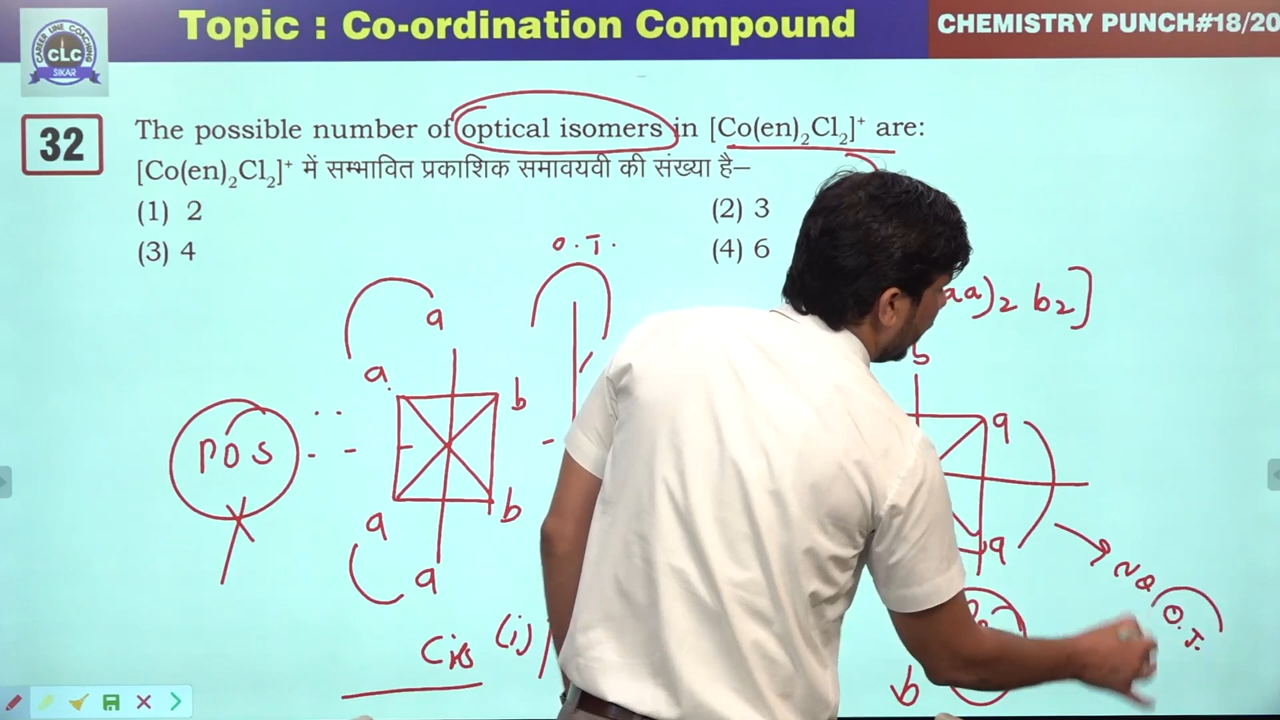 Topic : Co-ordination Compound
CHEMISTRY PUNCH#18/20
CAREER LINE COACHING
CLC
SIKAR
32
The possible number of optical isomers in [Co(en)₂Cl₂]⁺ are:
[Co(en)₂Cl₂]⁺ में सम्भावित प्रकाशिक समावयवी की संख्या है–
(1) 2
(2) 3
(3) 4
(4) 6
O.I.
aa)₂ b₂]
a
a b
a b
a
POS
b
a
a
Cis (i)
O.I.
b